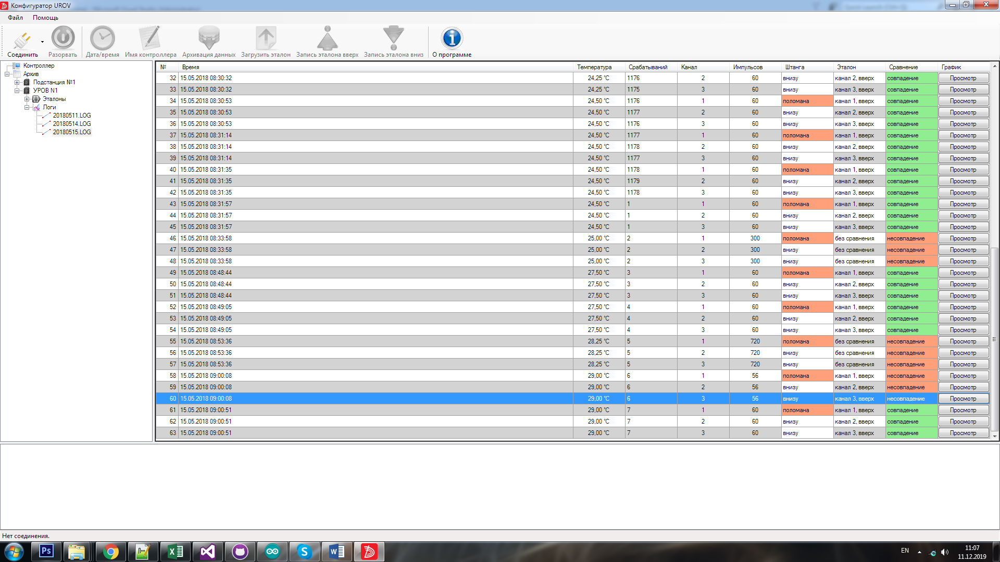 Конфигуратор UROV
Файл Помощь
Соединить Разорвать Дата/время Имя контроллера Архивация данных Загрузить эталон Запись эталона вверх Запись эталона вниз О программе
Контроллер
Архив
Подстанция №1
УРОВ N1
Эталоны
Логи
20180511.LOG
20180514.LOG
20180515.LOG
№ Время Температура Срабатываний Канал Импульсов Штанга Эталон Сравнение График
32 15.05.2018 08:30:32 24,25 °C 1176 2 60 внизу канал 2, вверх совпадение Просмотр
33 15.05.2018 08:30:32 24,25 °C 1175 3 60 внизу канал 3, вверх совпадение Просмотр
34 15.05.2018 08:30:53 24,50 °C 1176 1 60 поломана канал 1, вверх совпадение Просмотр
35 15.05.2018 08:30:53 24,50 °C 1177 2 60 внизу канал 2, вверх совпадение Просмотр
36 15.05.2018 08:30:53 24,50 °C 1176 3 60 внизу канал 3, вверх совпадение Просмотр
37 15.05.2018 08:31:14 24,50 °C 1177 1 60 поломана канал 1, вверх совпадение Просмотр
38 15.05.2018 08:31:14 24,50 °C 1178 2 60 внизу канал 2, вверх совпадение Просмотр
39 15.05.2018 08:31:14 24,50 °C 1177 3 60 внизу канал 3, вверх совпадение Просмотр
40 15.05.2018 08:31:35 24,50 °C 1178 1 60 поломана канал 1, вверх совпадение Просмотр
41 15.05.2018 08:31:35 24,50 °C 1179 2 60 внизу канал 2, вверх совпадение Просмотр
42 15.05.2018 08:31:35 24,50 °C 1178 3 60 внизу канал 3, вверх совпадение Просмотр
43 15.05.2018 08:31:57 24,50 °C 1 1 60 поломана канал 1, вверх совпадение Просмотр
44 15.05.2018 08:31:57 24,50 °C 1 2 60 внизу канал 2, вверх совпадение Просмотр
45 15.05.2018 08:31:57 24,50 °C 1 3 60 внизу канал 3, вверх совпадение Просмотр
46 15.05.2018 08:33:58 25,00 °C 2 1 300 поломана без сравнения несовпадение Просмотр
47 15.05.2018 08:33:58 25,00 °C 2 2 300 внизу без сравнения несовпадение Просмотр
48 15.05.2018 08:33:58 25,00 °C 2 3 300 внизу без сравнения несовпадение Просмотр
49 15.05.2018 08:48:44 27,50 °C 3 1 60 поломана канал 1, вверх совпадение Просмотр
50 15.05.2018 08:48:44 27,50 °C 3 2 60 внизу канал 2, вверх совпадение Просмотр
51 15.05.2018 08:48:44 27,50 °C 3 3 60 внизу канал 3, вверх совпадение Просмотр
52 15.05.2018 08:49:05 27,50 °C 4 1 60 поломана канал 1, вверх совпадение Просмотр
53 15.05.2018 08:49:05 27,50 °C 4 2 60 внизу канал 2, вверх совпадение Просмотр
54 15.05.2018 08:49:05 27,50 °C 4 3 60 внизу канал 3, вверх совпадение Просмотр
55 15.05.2018 08:53:36 28,25 °C 5 1 720 поломана без сравнения несовпадение Просмотр
56 15.05.2018 08:53:36 28,25 °C 5 2 720 внизу без сравнения несовпадение Просмотр
57 15.05.2018 08:53:36 28,25 °C 5 3 720 внизу без сравнения несовпадение Просмотр
58 15.05.2018 09:00:08 29,00 °C 6 1 56 поломана канал 1, вверх несовпадение Просмотр
59 15.05.2018 09:00:08 29,00 °C 6 2 56 внизу канал 2, вверх несовпадение Просмотр
60 15.05.2018 09:00:08 29,00 °C 6 3 56 внизу канал 3, вверх несовпадение Просмотр
61 15.05.2018 09:00:51 29,00 °C 7 1 60 поломана канал 1, вверх совпадение Просмотр
62 15.05.2018 09:00:51 29,00 °C 7 2 60 внизу канал 2, вверх совпадение Просмотр
63 15.05.2018 09:00:51 29,00 °C 7 3 60 внизу канал 3, вверх совпадение Просмотр
Нет соединения.
Ps
EN
11:07
11.12.2019